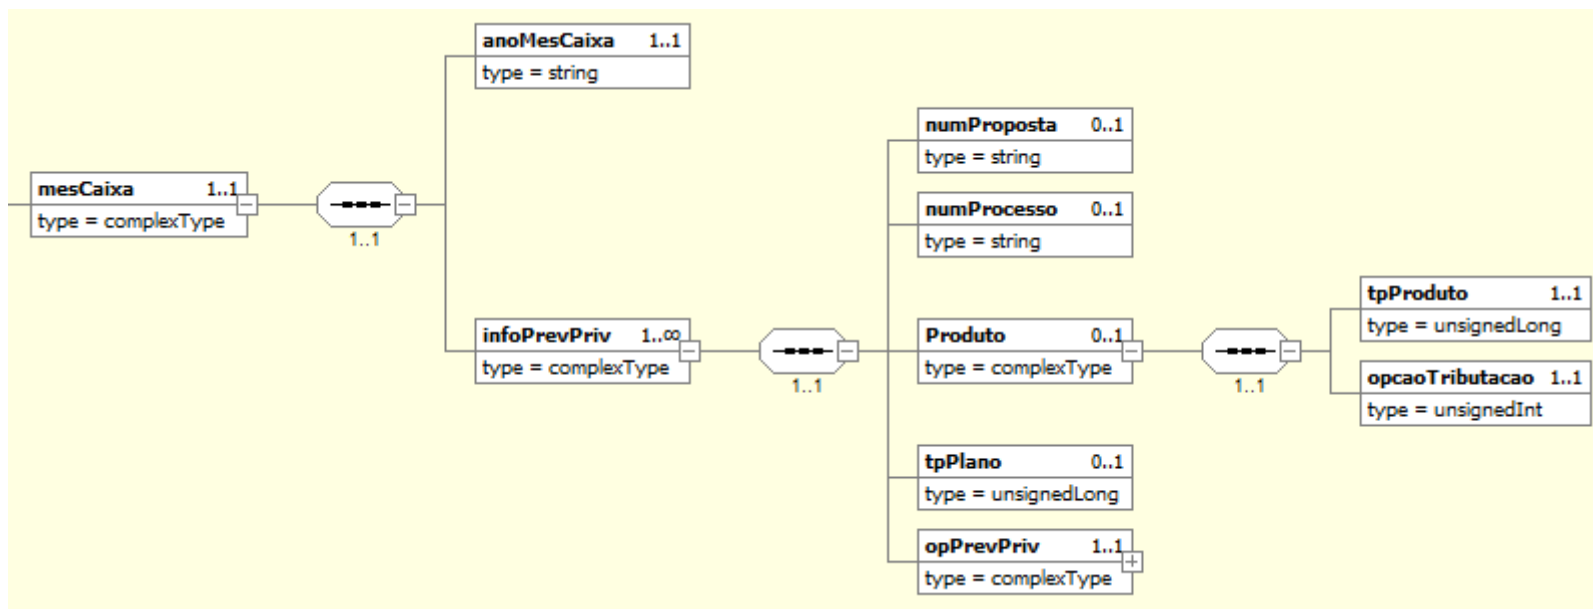 mesCaixa 1..1
type = complexType
1..1
anoMesCaixa 1..1
type = string
infoPrevPriv 1..∞
type = complexType
1..1
numProposta 0..1
type = string
numProcesso 0..1
type = string
Produto 0..1
type = complexType
1..1
tpProduto 1..1
type = unsignedLong
opcaoTributacao 1..1
type = unsignedInt
tpPlano 0..1
type = unsignedLong
opPrevPriv 1..1
type = complexType